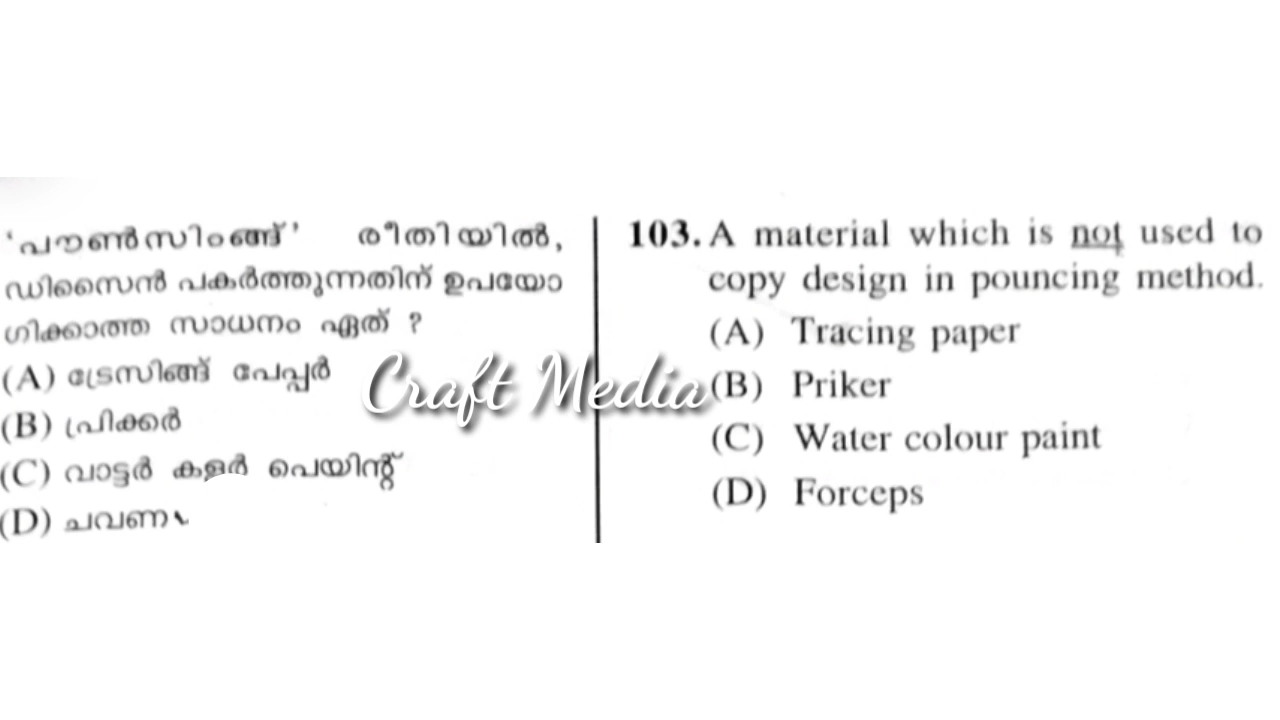 'പൗൺസിംങ്ങ്' രീതിയിൽ,
ഡിസൈൻ പകർത്തുന്നതിന് ഉപയോ
ഗിക്കാത്ത സാധനം ഏത് ?
(A) ട്രേസിങ്ങ് പേപ്പർ
(B) പ്രിക്കർ
(C) വാട്ടർ കളർ പെയിന്റ്
(D) ചവണ
103. A material which is not used to
copy design in pouncing method.
(A) Tracing paper
(B) Priker
(C) Water colour paint
(D) Forceps
Craft Media